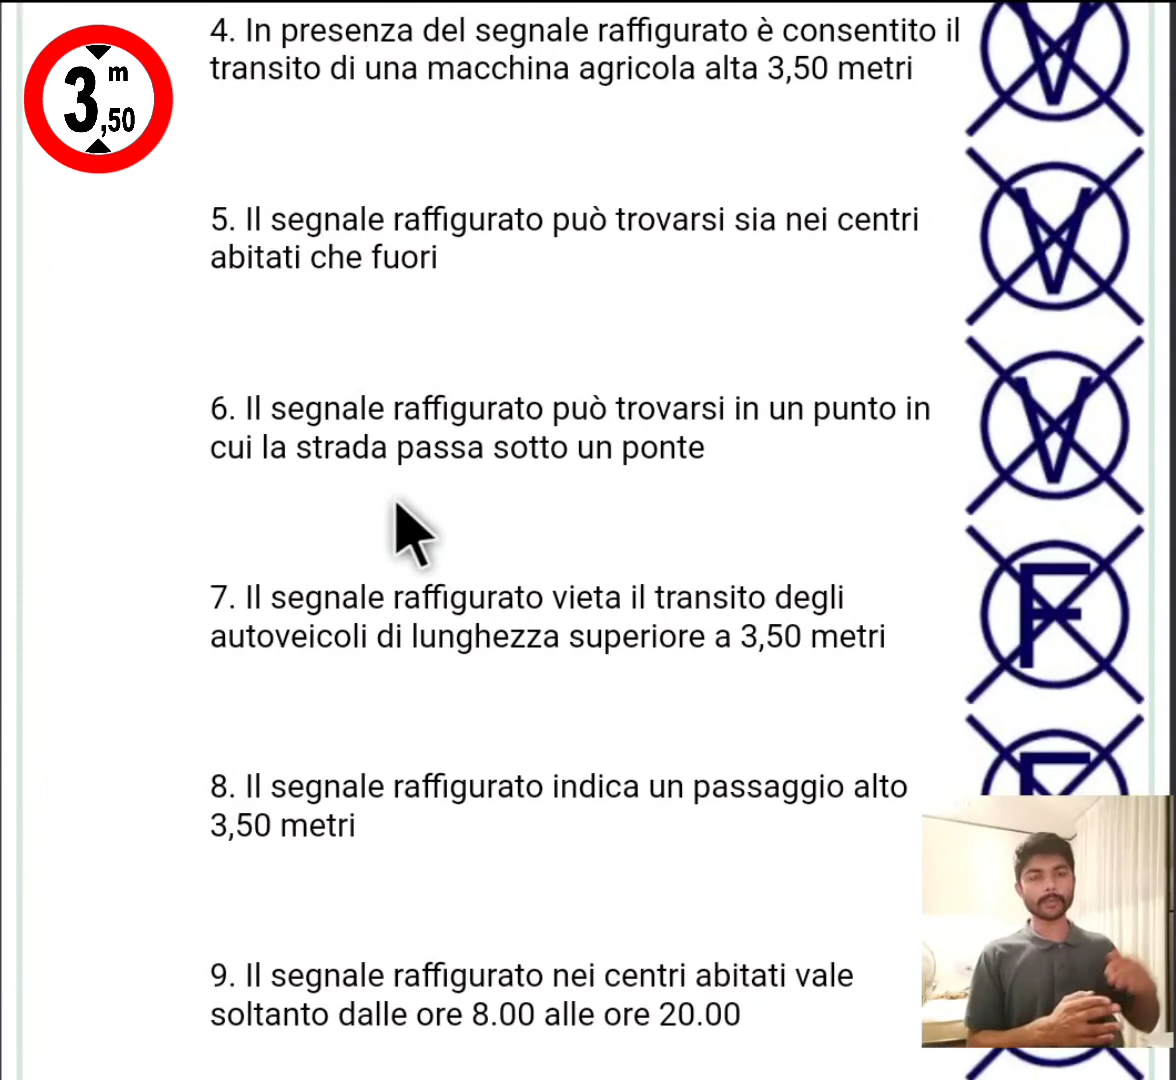 3 m
,50
4. In presenza del segnale raffigurato è consentito il
transito di una macchina agricola alta 3,50 metri
V
5. Il segnale raffigurato può trovarsi sia nei centri
abitati che fuori
V
6. Il segnale raffigurato può trovarsi in un punto in
cui la strada passa sotto un ponte
V
7. Il segnale raffigurato vieta il transito degli
autoveicoli di lunghezza superiore a 3,50 metri
F
8. Il segnale raffigurato indica un passaggio alto
3,50 metri
9. Il segnale raffigurato nei centri abitati vale
soltanto dalle ore 8.00 alle ore 20.00